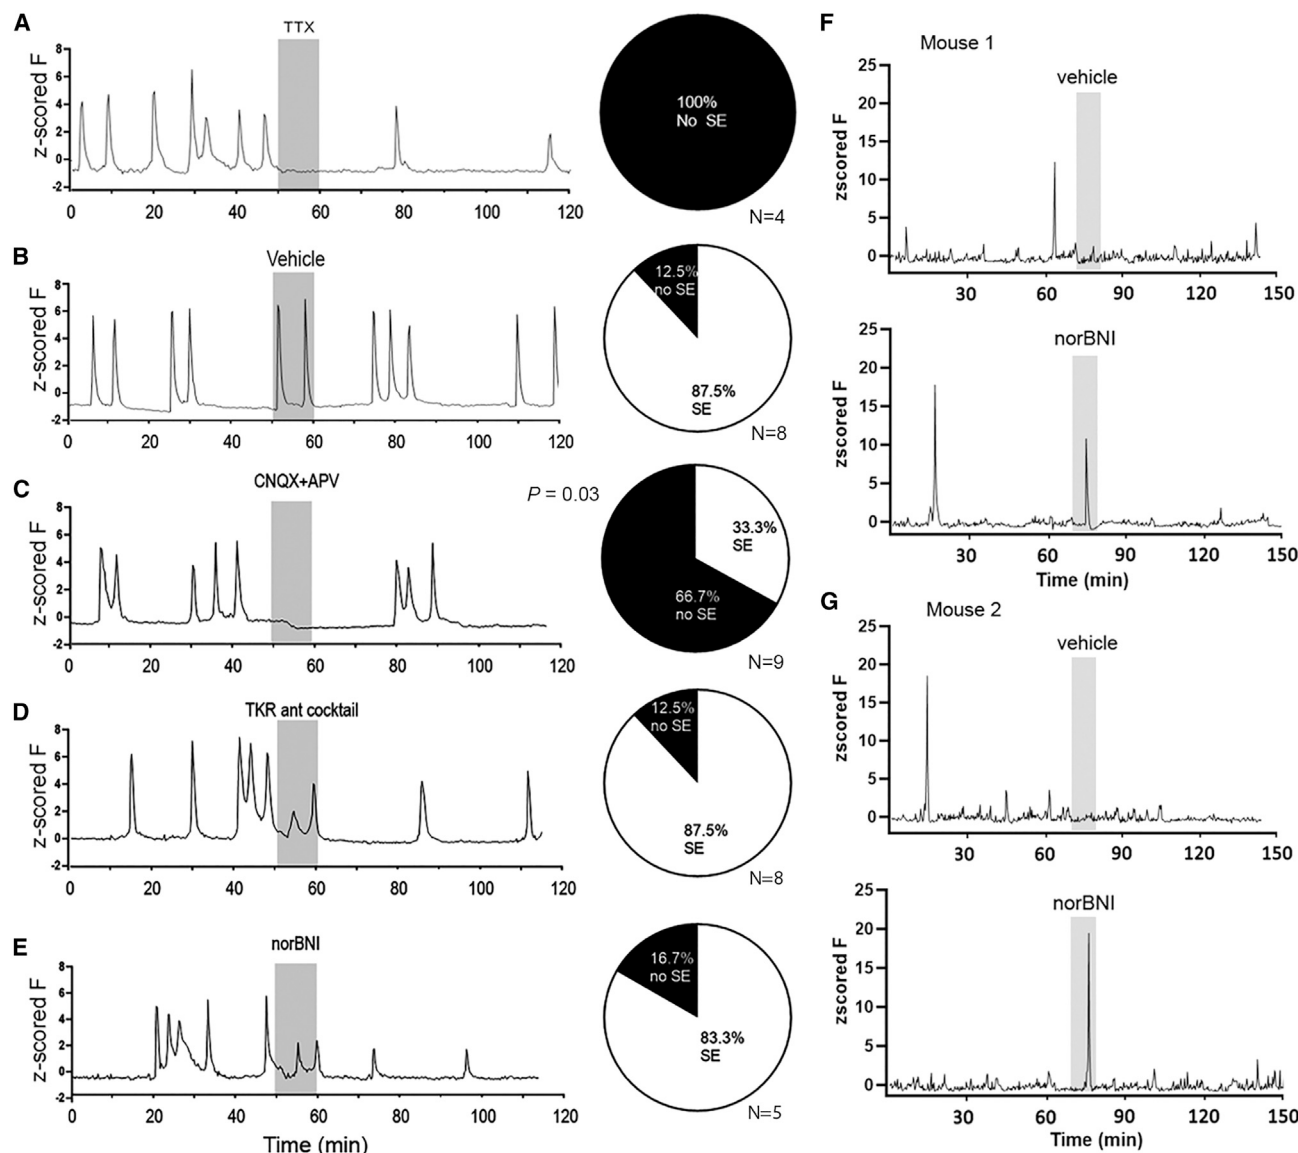 A
TTX
z-scored F
8
6
4
2
0
-2
0 20 40 60 80 100 120
100%
No SE
N=4
B
Vehicle
z-scored F
8
6
4
2
0
-2
0 20 40 60 80 100 120
12.5%
no SE
87.5%
SE
N=8
C
CNQX+APV
z-scored F
8
6
4
2
0
-2
0 20 40 60 80 100 120
P = 0.03
33.3%
SE
66.7%
no SE
N=9
D
TKR ant cocktail
z-scored F
8
6
4
2
0
-2
0 20 40 60 80 100 120
12.5%
no SE
87.5%
SE
N=8
E
norBNI
z-scored F
8
6
4
2
0
-2
0 20 40 60 80 100 120
Time (min)
16.7%
no SE
83.3%
SE
N=5
F
Mouse 1
vehicle
zscored F
25
20
15
10
5
0
30 60 90 120 150
norBNI
zscored F
25
20
15
10
5
0
30 60 90 120 150
Time (min)
G
Mouse 2
vehicle
zscored F
25
20
15
10
5
0
30 60 90 120 150
norBNI
zscored F
25
20
15
10
5
0
30 60 90 120 150
Time (min)